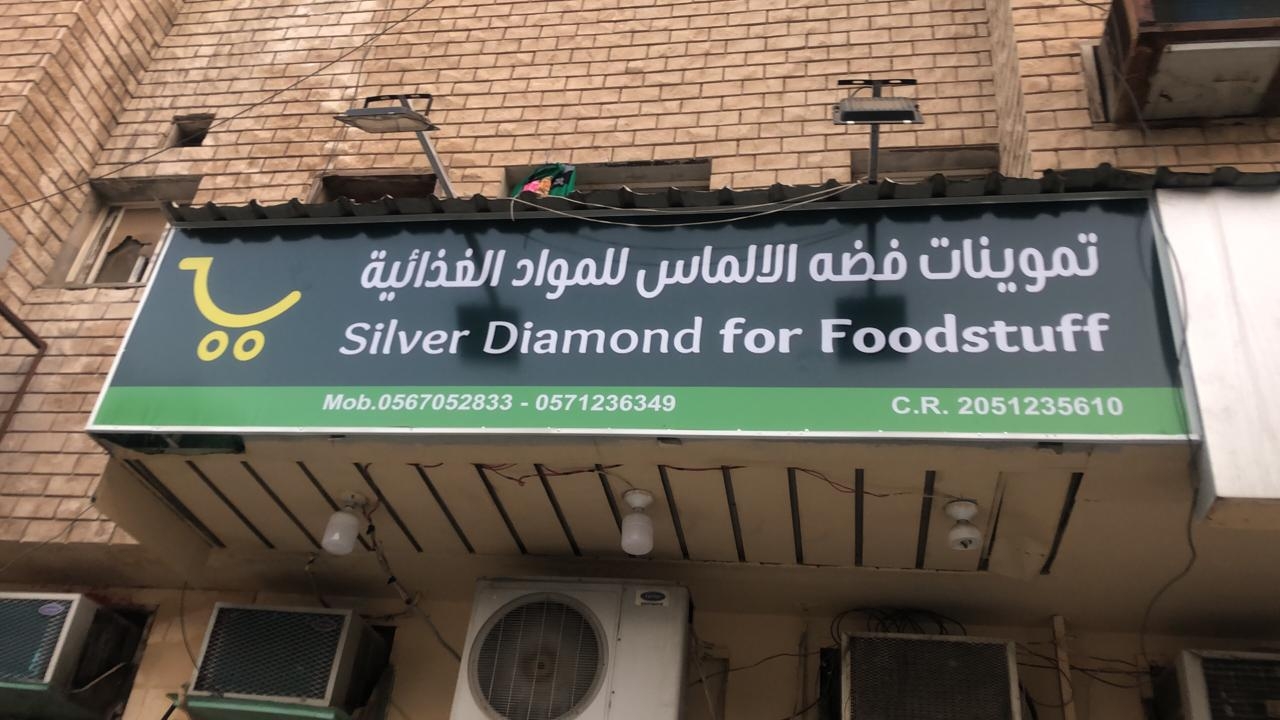 تموينات فضه الالماس للمواد الغذائية
Silver Diamond for Foodstuff
Mob.0567052833 - 0571236349
C.R. 2051235610